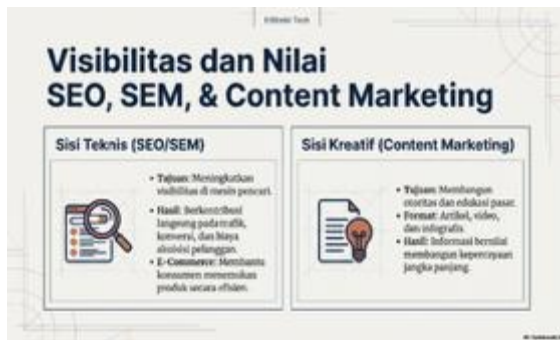 Visibilitas dan Nilai
SEO, SEM, & Content Marketing
Sisi Teknis (SEO/SEM)
• Tujuan: Meningkatkan
visibilitas di mesin pencari.
• Hasil: Berkontribusi
langsung pada trafik,
konversi, dan biaya
akuisisi pelanggan.
• E-Commerce: Membantu
konsumen menemukan
produk secara efisien.
Sisi Kreatif (Content Marketing)
• Tujuan: Membangun
otoritas dan edukasi pasar.
• Format: Artikel, video,
dan infografis.
• Hasil: Informasi bernilai
membangun kepercayaan
jangka panjang.